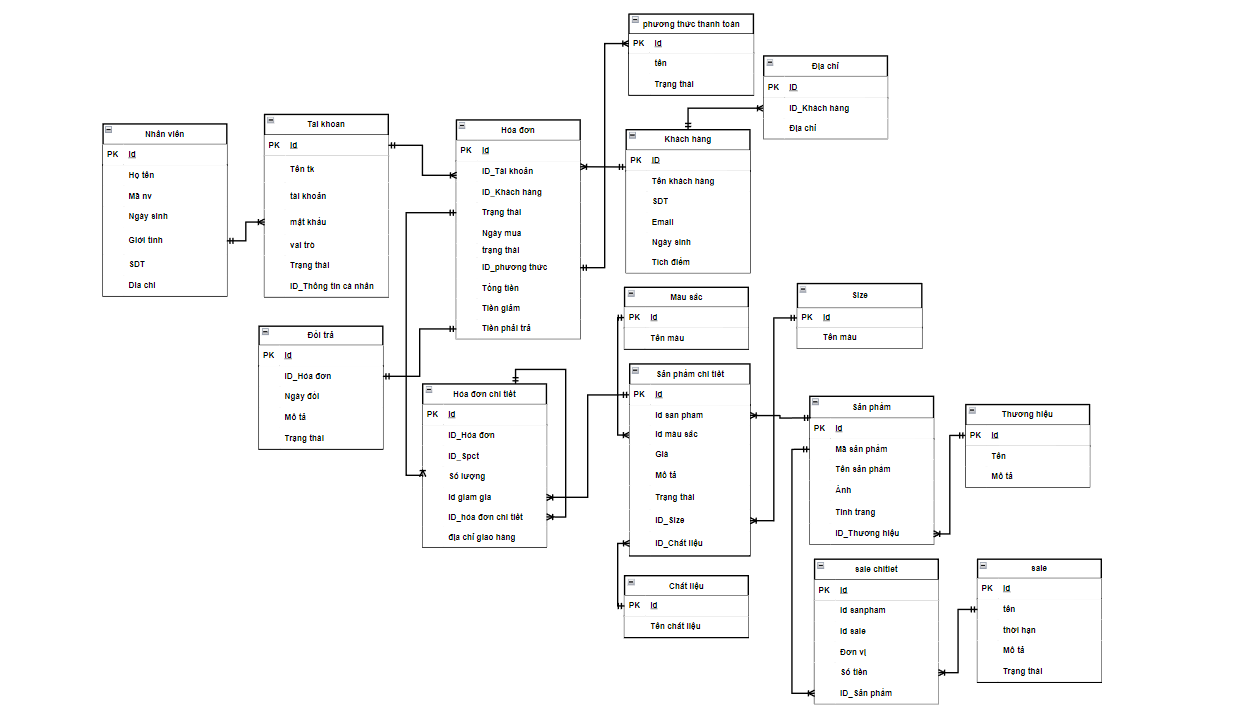 phương thức thanh toán
PK Id
tên
Trạng thái
Địa chỉ
PK ID
ID_Khách hàng
Địa chỉ
Nhân viên
PK Id
Họ tên
Mã nv
Ngày sinh
Giới tính
SDT
Dia chi
Tai khoan
PK Id
Tên tk
tài khoản
mật khẩu
vai trò
Trạng thái
ID_Thông tin cá nhân
Hóa đơn
PK Id
ID_Tài khoản
ID_Khách hàng
Trạng thái
Ngày mua
trạng thái
ID_phương thức
Tổng tiền
Tiền giảm
Tiền phải trả
Khách hàng
PK ID
Tên khách hàng
SDT
Email
Ngày sinh
Tích điểm
Đổi trả
PK Id
ID_Hóa đơn
Ngày đổi
Mô tả
Trạng thái
Hóa đơn chi tiết
PK Id
ID_Hóa đơn
ID_Spct
Số lượng
Id giam gia
ID_hóa đơn chi tiết
địa chỉ giao hàng
Màu sắc
PK Id
Tên màu
Size
PK Id
Tên màu
Sản phẩm chi tiết
PK Id
Id san pham
Id màu sắc
Giá
Mô tả
Trạng thái
ID_Size
ID_Chất liệu
Sản phẩm
PK Id
Mã sản phẩm
Tên sản phẩm
Ảnh
Tình trang
ID_Thương hiệu
Thương hiệu
PK Id
Tên
Mô tả
Chất liệu
PK Id
Tên chất liệu
sale chitiet
PK Id
Id sanpham
Id sale
Đơn vị
Số tiền
ID_Sản phẩm
sale
PK Id
tên
thời hạn
Mô tả
Trạng thái